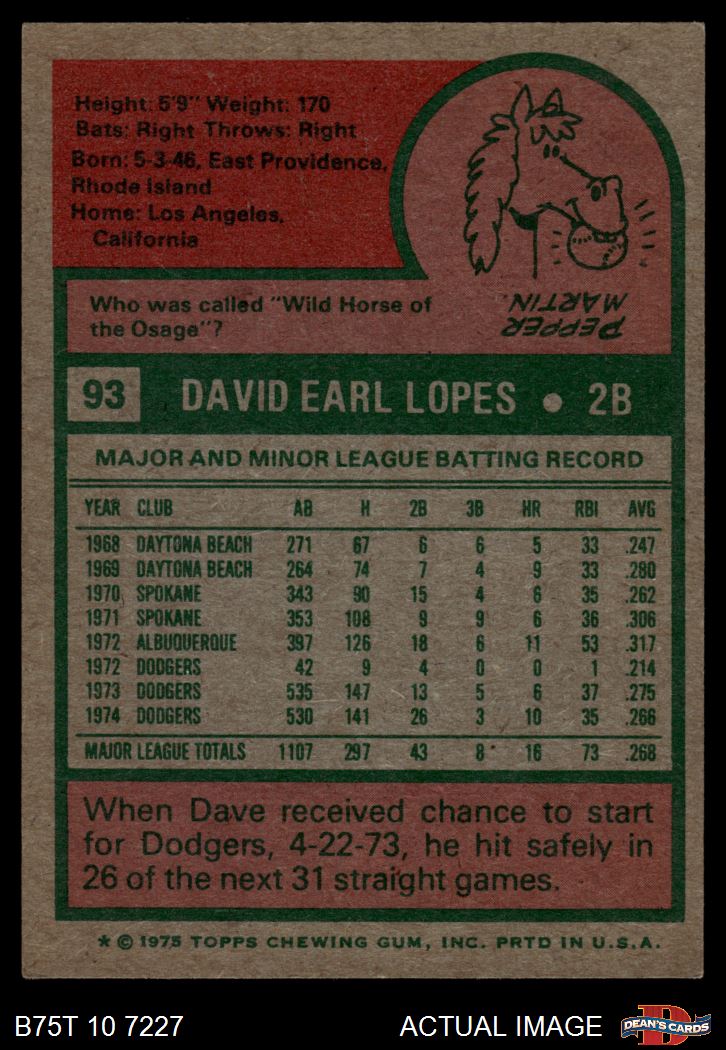 Height: 5'9" Weight: 170
Bats: Right Throws: Right
Born: 5-3-46, East Providence,
Rhode Island
Home: Los Angeles,
California
Who was called "Wild Horse of
the Osage"?
PEPPER
MARTIN
93 DAVID EARL LOPES • 2B
MAJOR AND MINOR LEAGUE BATTING RECORD
YEAR CLUB AB H 2B 3B HR RBI AVG
1968 DAYTONA BEACH 271 67 6 6 5 33 .247
1969 DAYTONA BEACH 264 74 7 4 9 33 .280
1970 SPOKANE 343 90 15 4 6 35 .262
1971 SPOKANE 353 108 9 9 6 36 .306
1972 ALBUQUERQUE 397 126 18 6 11 53 .317
1972 DODGERS 42 9 4 0 0 1 .214
1973 DODGERS 535 147 13 5 6 37 .275
1974 DODGERS 530 141 26 3 10 35 .266
MAJOR LEAGUE TOTALS 1107 297 43 8 16 73 .268
When Dave received chance to start
for Dodgers, 4-22-73, he hit safely in
26 of the next 31 straight games.
* © 1975 TOPPS CHEWING GUM, INC. PRTD IN U.S.A.
B75T 10 7227 ACTUAL IMAGE
DEAN'S CARDS